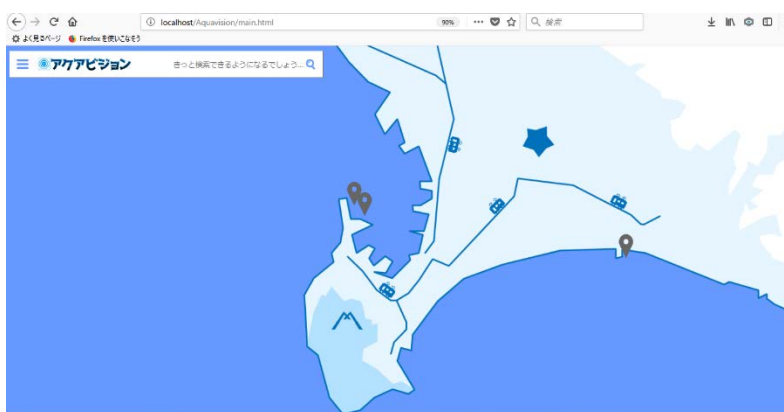 localhost/Aquavision/main.html
90%
検索
よく見るページ Firefox を使いこなそう
アクアビジョン
きっと検索できるようになるでしょう...